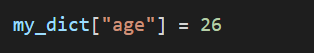 my_dict["age"] = 26